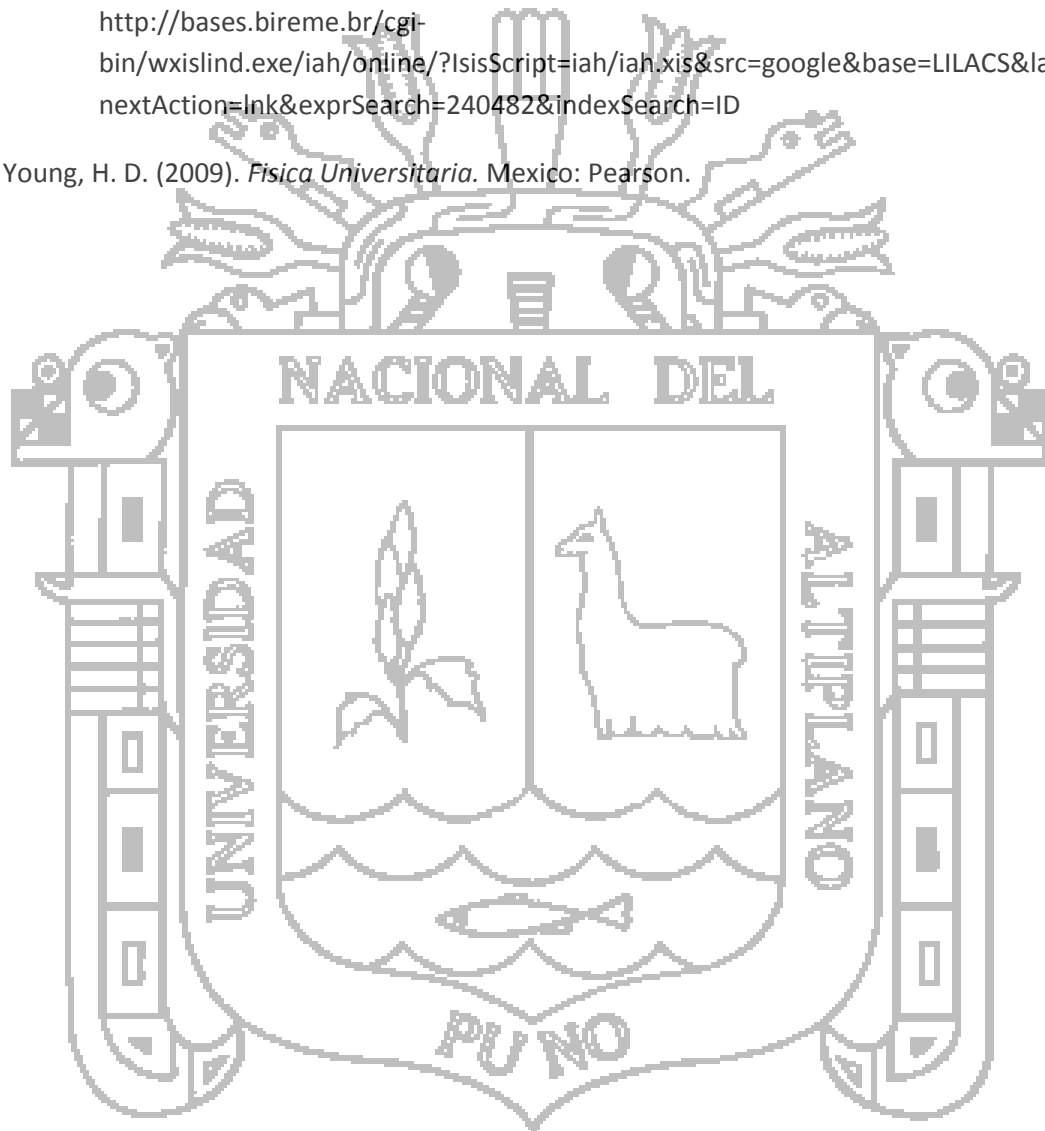 http://bases.bireme.br/cgi-
bin/wxislind.exe/iah/online/?IsisScript=iah/iah.xis&src=google&base=LILACS&la
nextAction=lnk&exprSearch=240482&indexSearch=ID
Young, H. D. (2009). Fisica Universitaria. Mexico: Pearson.
NACIONAL DEL
UNIVERSIDAD
ALTIPLANO
PUNO